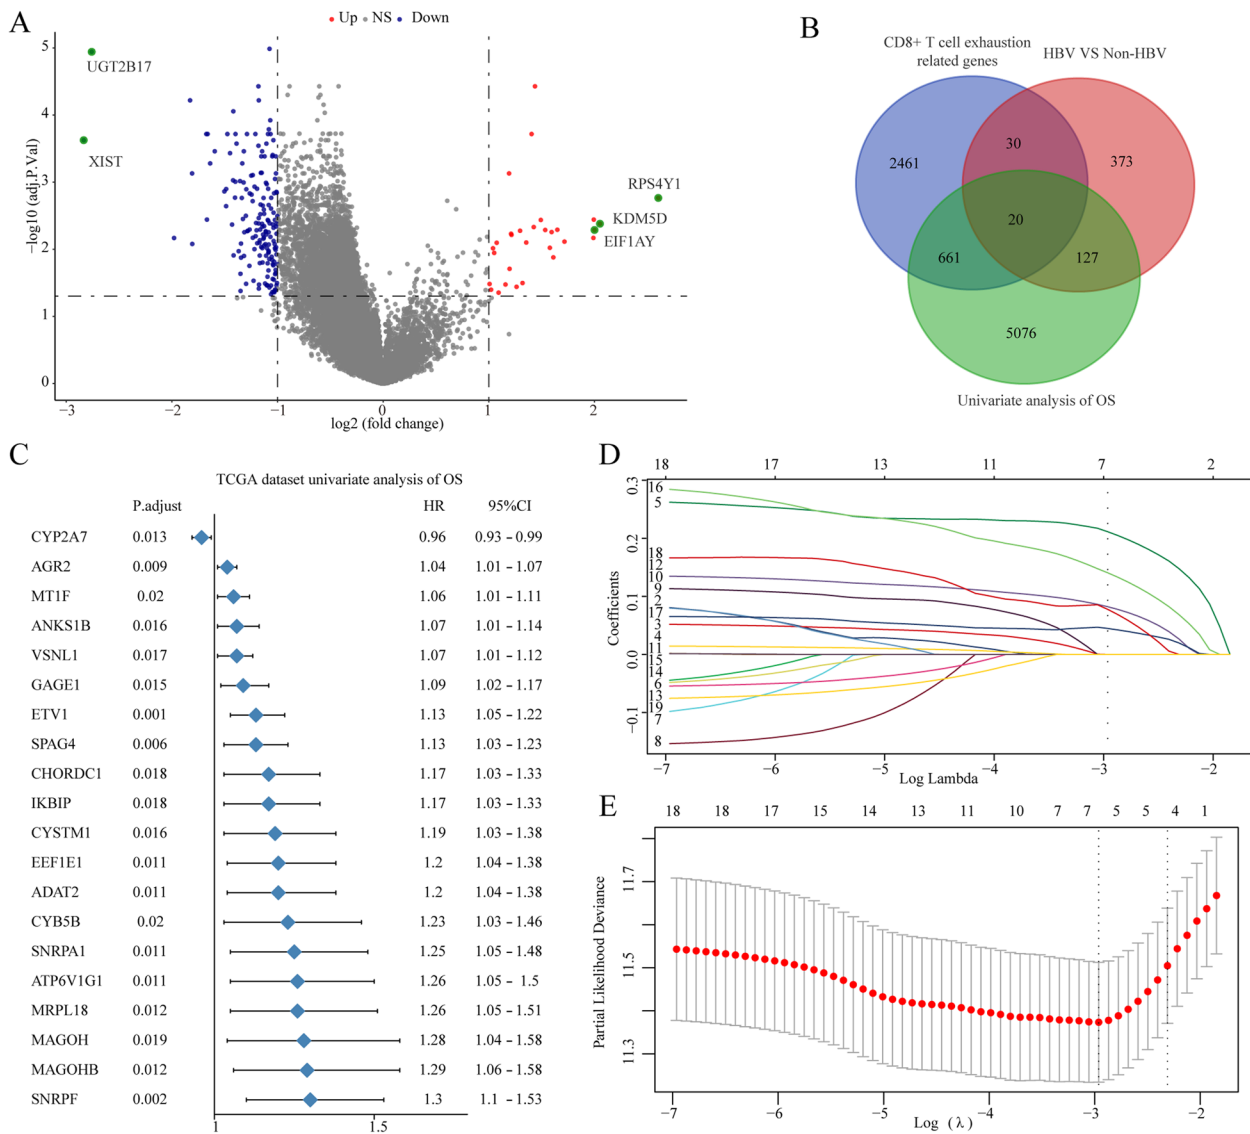 A
Up NS Down
5
4
3
2
1
0
−log10 (adj.P.Val)
UGT2B17
XIST
RPS4Y1
KDM5D
EIF1AY
−3 −2 −1 0 1 2
log2 (fold change)
B
CD8+ T cell exhaustion
related genes
HBV VS Non-HBV
2461
30
373
20
661
127
5076
Univariate analysis of OS
C
TCGA dataset univariate analysis of OS
P.adjust HR 95%CI
CYP2A7 0.013 0.96 0.93 - 0.99
AGR2 0.009 1.04 1.01 - 1.07
MT1F 0.02 1.06 1.01 - 1.11
ANKS1B 0.016 1.07 1.01 - 1.14
VSNL1 0.017 1.07 1.01 - 1.12
GAGE1 0.015 1.09 1.02 - 1.17
ETV1 0.001 1.13 1.05 - 1.22
SPAG4 0.006 1.13 1.03 - 1.23
CHORDC1 0.018 1.17 1.03 - 1.33
IKBIP 0.018 1.17 1.03 - 1.33
CYSTM1 0.016 1.19 1.03 - 1.38
EEF1E1 0.011 1.2 1.04 - 1.38
ADAT2 0.011 1.2 1.04 - 1.38
CYB5B 0.02 1.23 1.03 - 1.46
SNRPA1 0.011 1.25 1.05 - 1.48
ATP6V1G1 0.011 1.26 1.05 - 1.5
MRPL18 0.012 1.26 1.05 - 1.51
MAGOH 0.019 1.28 1.04 - 1.58
MAGOHB 0.012 1.29 1.06 - 1.58
SNRPF 0.002 1.3 1.1 - 1.53
1 1.5
D
18 17 13 11 7 2
0.3
0.2
0.1
0.0
−0.1
Coefficients
16
5
18
12
10
9
2
17
3
4
11
15
14
6
13
19
7
8
−7 −6 −5 −4 −3 −2
Log Lambda
E
18 18 17 15 14 13 11 10 7 7 5 5 4 1
11.7
11.5
11.3
Partial Likelihood Deviance
−7 −6 −5 −4 −3 −2
Log (λ)